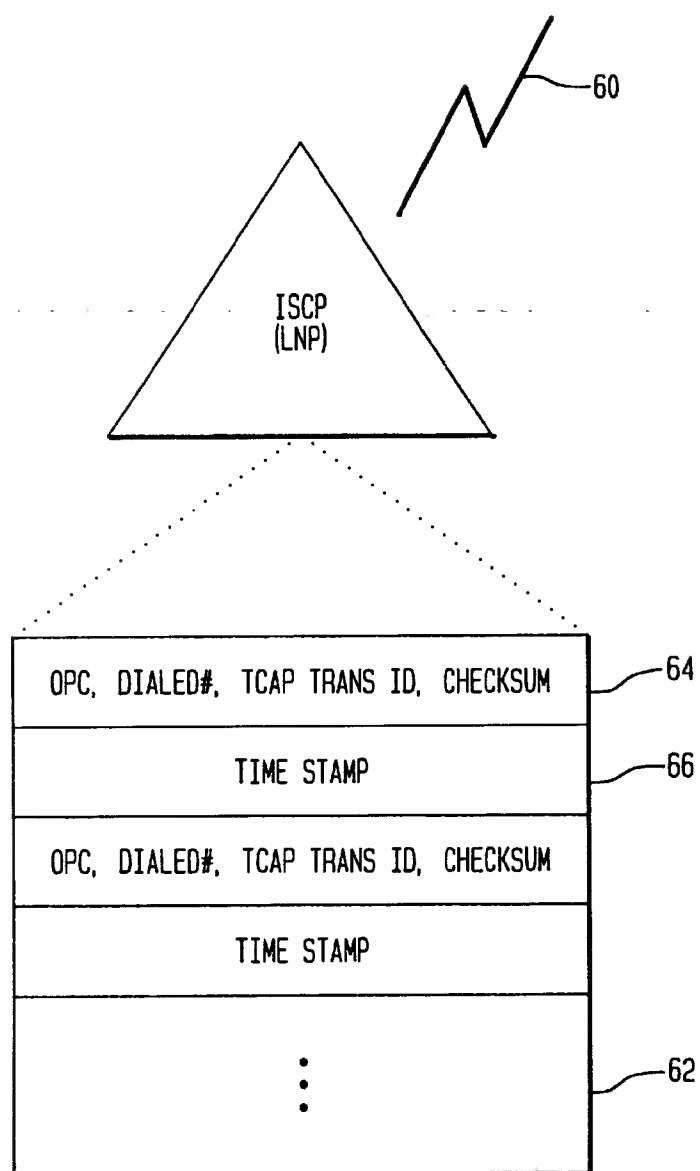 60
ISCP
(LNP)
OPC, DIALED#, TCAP TRANS ID, CHECKSUM
64
TIME STAMP
66
OPC, DIALED#, TCAP TRANS ID, CHECKSUM
TIME STAMP
62